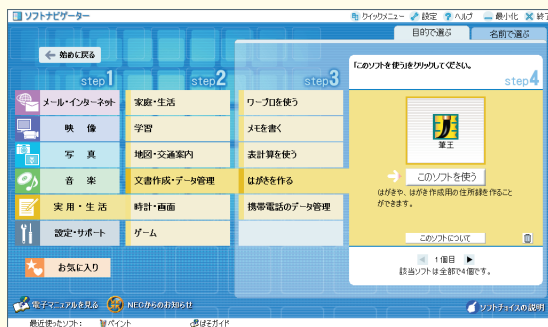 ソフトナビゲーター
クイックメニュー 設定 ? ヘルプ 最小化 終了
目的で選ぶ 名前で選ぶ
始めに戻る
「このソフトを使う」をクリックしてください。
step1 step2 step3 step4
メール・インターネット 家庭・生活 ワープロを使う
映 像 学習 メモを書く
写 真 地図・交通案内 表計算を使う
音 楽 文書作成・データ管理 はがきを作る
実用・生活 時計・画面 携帯電話のデータ管理
設定・サポート ゲーム
お気に入り
筆王
このソフトを使う
はがきや、はがき作成用の住所録を作ること
ができます。
このソフトについて
1個目
該当ソフトは全部で4個です。
電子マニュアルを見る NECからのお知らせ ソフトチョイスの説明
最近使ったソフト: ペイント ぱそガイド